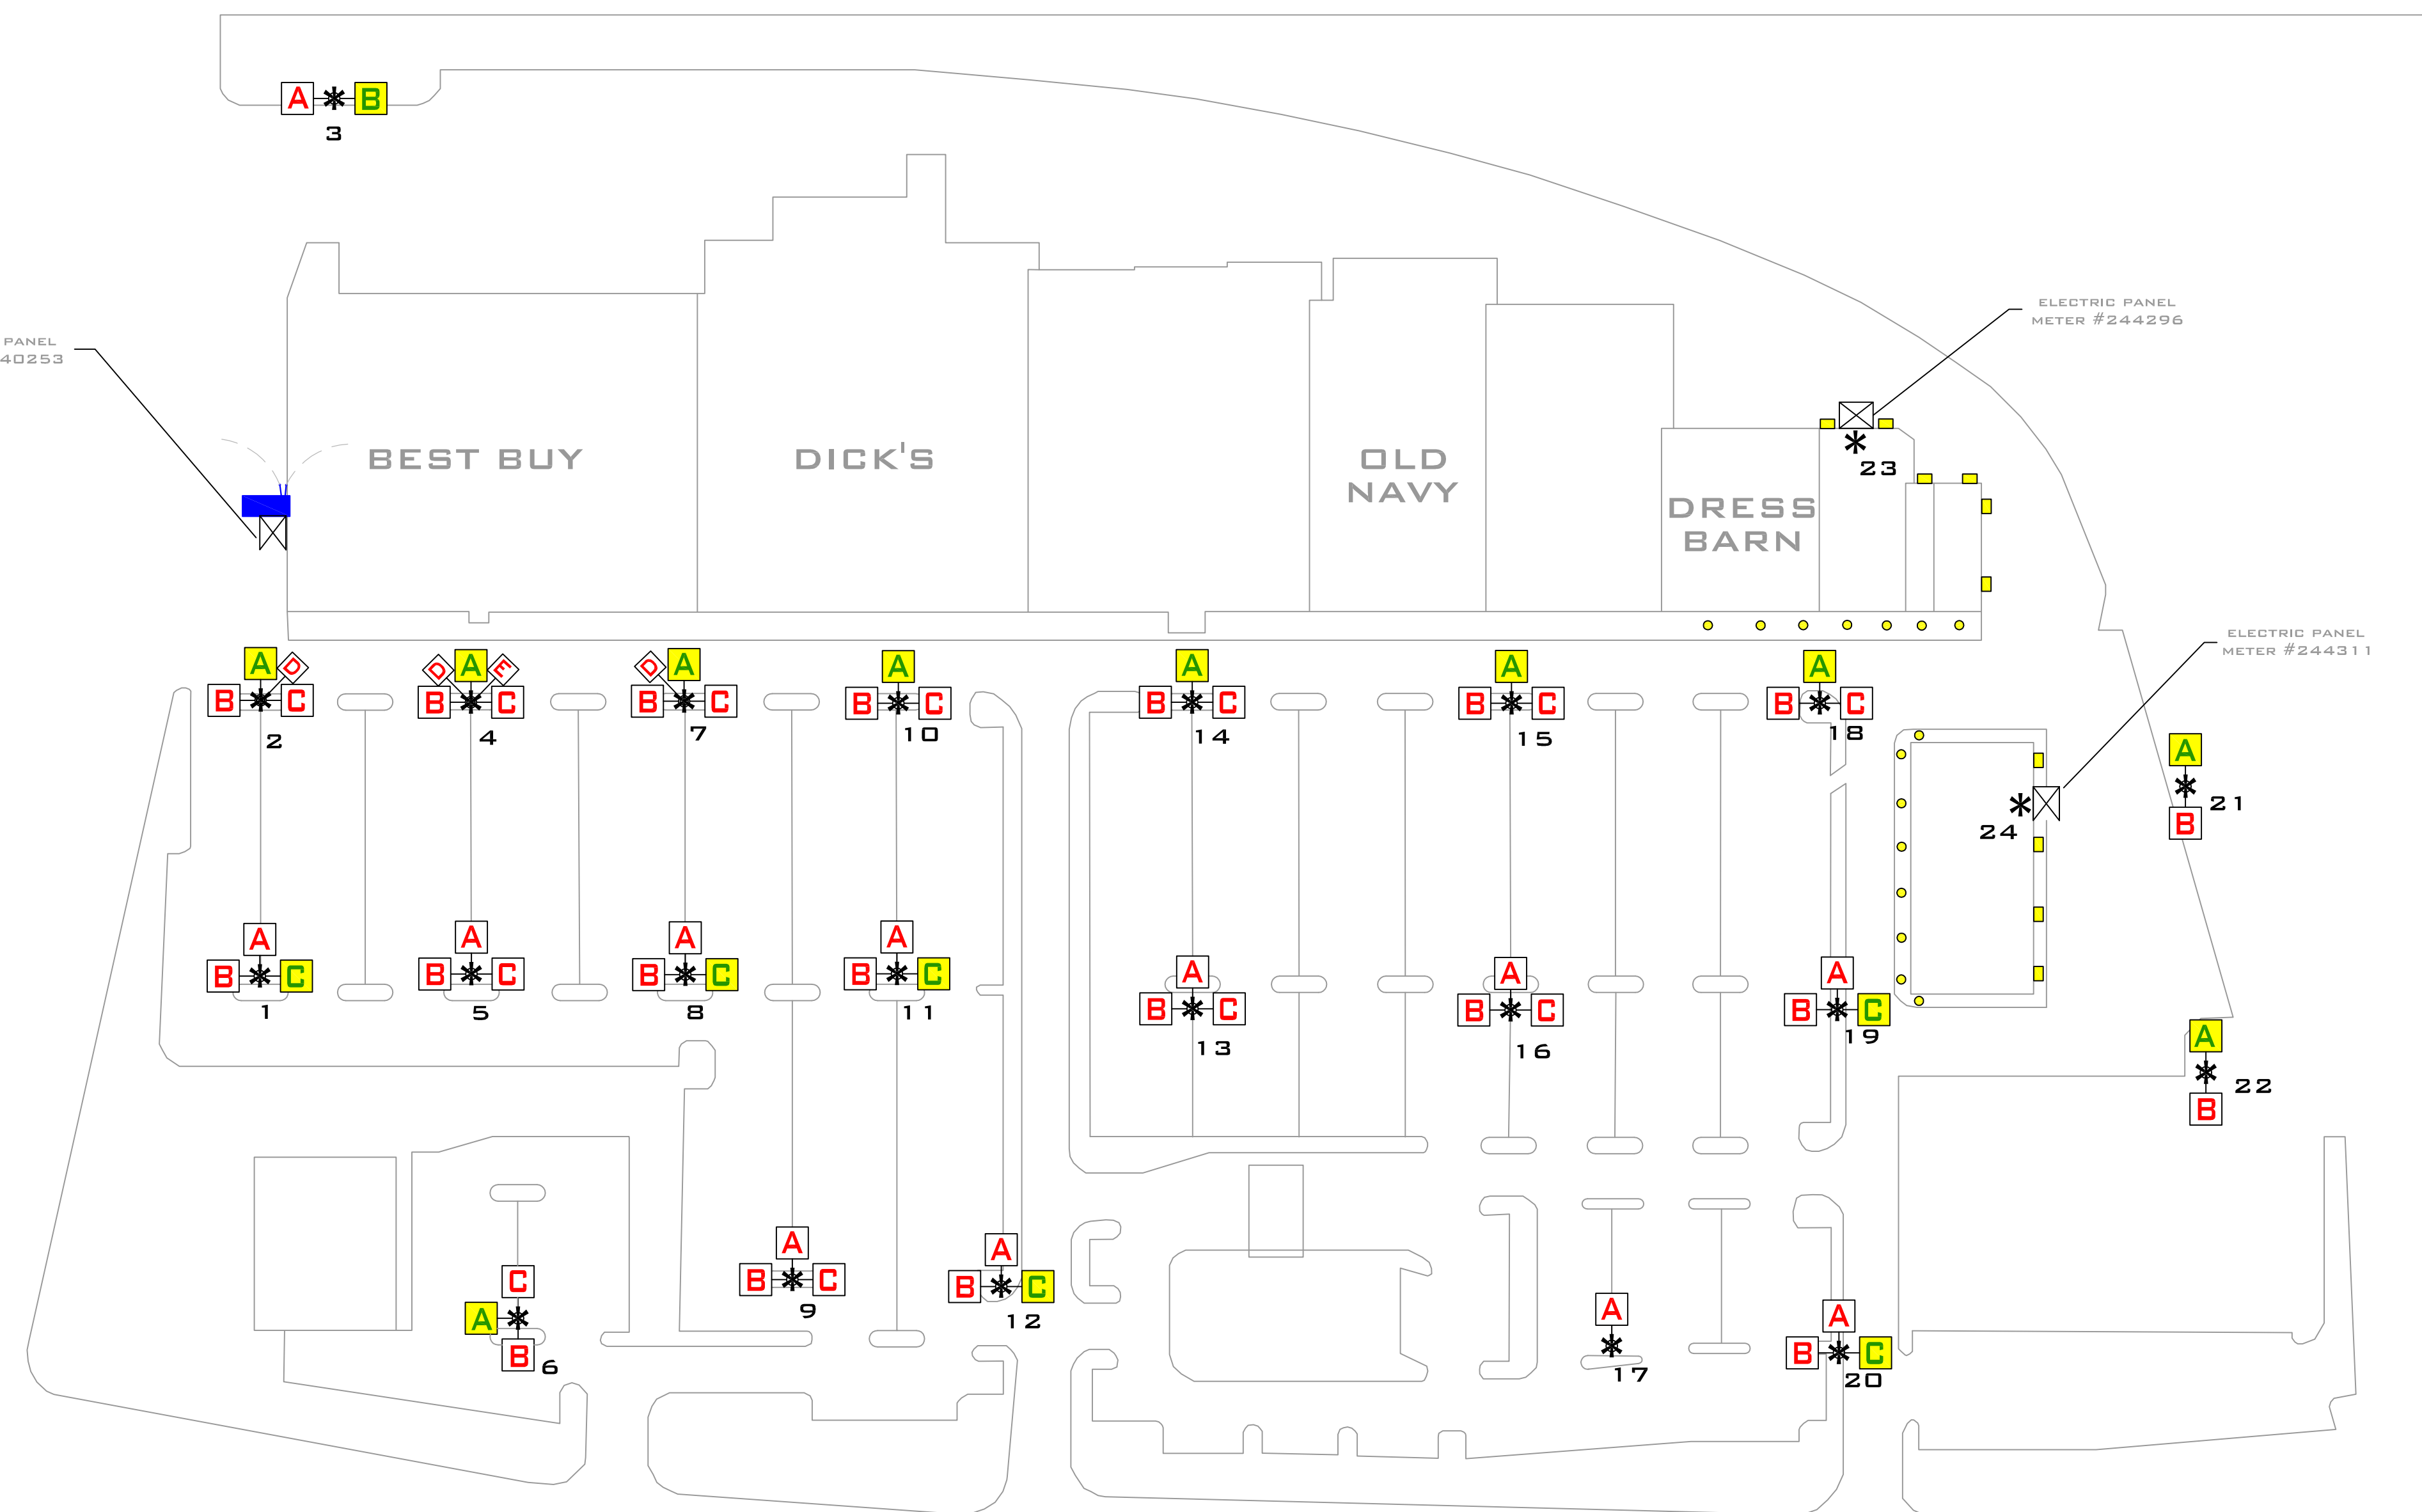 A B
3
ELECTRIC PANEL
METER #244296
PANEL
40253
BEST BUY
DICK'S
OLD
NAVY
23
DRESS
BARN
ELECTRIC PANEL
METER #244311
A D
B C
2
D A E
B C
4
D A
B C
7
A
B C
10
A
B C
14
A
B C
15
A
B C
18
A
21
B
24
A
B C
1
A
B C
5
A
B C
8
A
B C
11
A
B C
13
A
B C
16
A
B C
19
A
22
B
C
A
B
6
A
B C
9
A
B C
12
A
17
A
B C
20